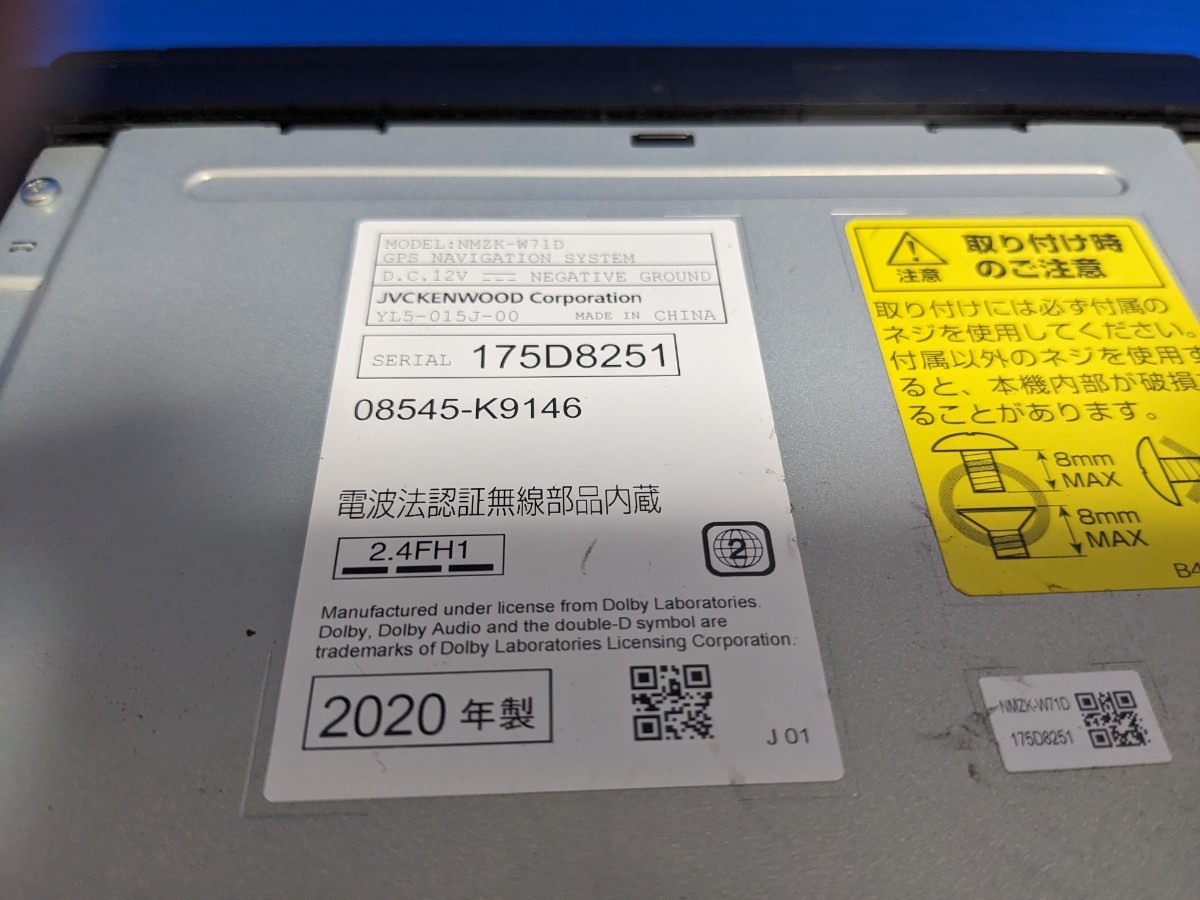 MODEL:NMZK-W71D
GPS NAVIGATION SYSTEM
D.C.12V NEGATIVE GROUND
JVCKENWOOD Corporation
YL5-015J-00 MADE IN CHINA
SERIAL 175D8251
08545-K9146
電波法認証無線部品内蔵
2.4FH1
2
Manufactured under license from Dolby Laboratories.
Dolby, Dolby Audio and the double-D symbol are
trademarks of Dolby Laboratories Licensing Corporation.
2020 年製
J 01
注意
取り付け時
のご注意
取り付けには必ず付属の
ネジを使用してください。
付属以外のネジを使用す
ると、本機内部が破損
ることがあります。
8mm
MAX
8mm
MAX
B4
NMZK-W71D
175D8251